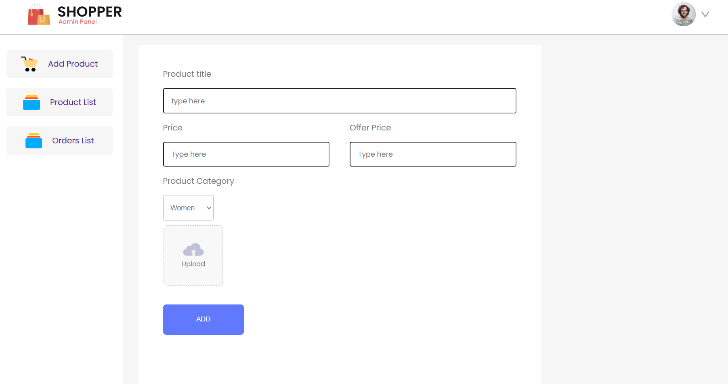 SHOPPER
Admin Panel
Add Product
Product List
Orders List
Product title
type here
Price
Offer Price
Type here
Type here
Product Category
Women
Upload
ADD